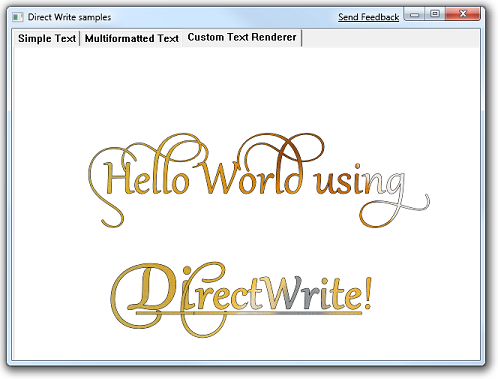 Direct Write samples
Send Feedback
Simple Text
Multiformatted Text
Custom Text Renderer
Hello World using
DirectWrite!